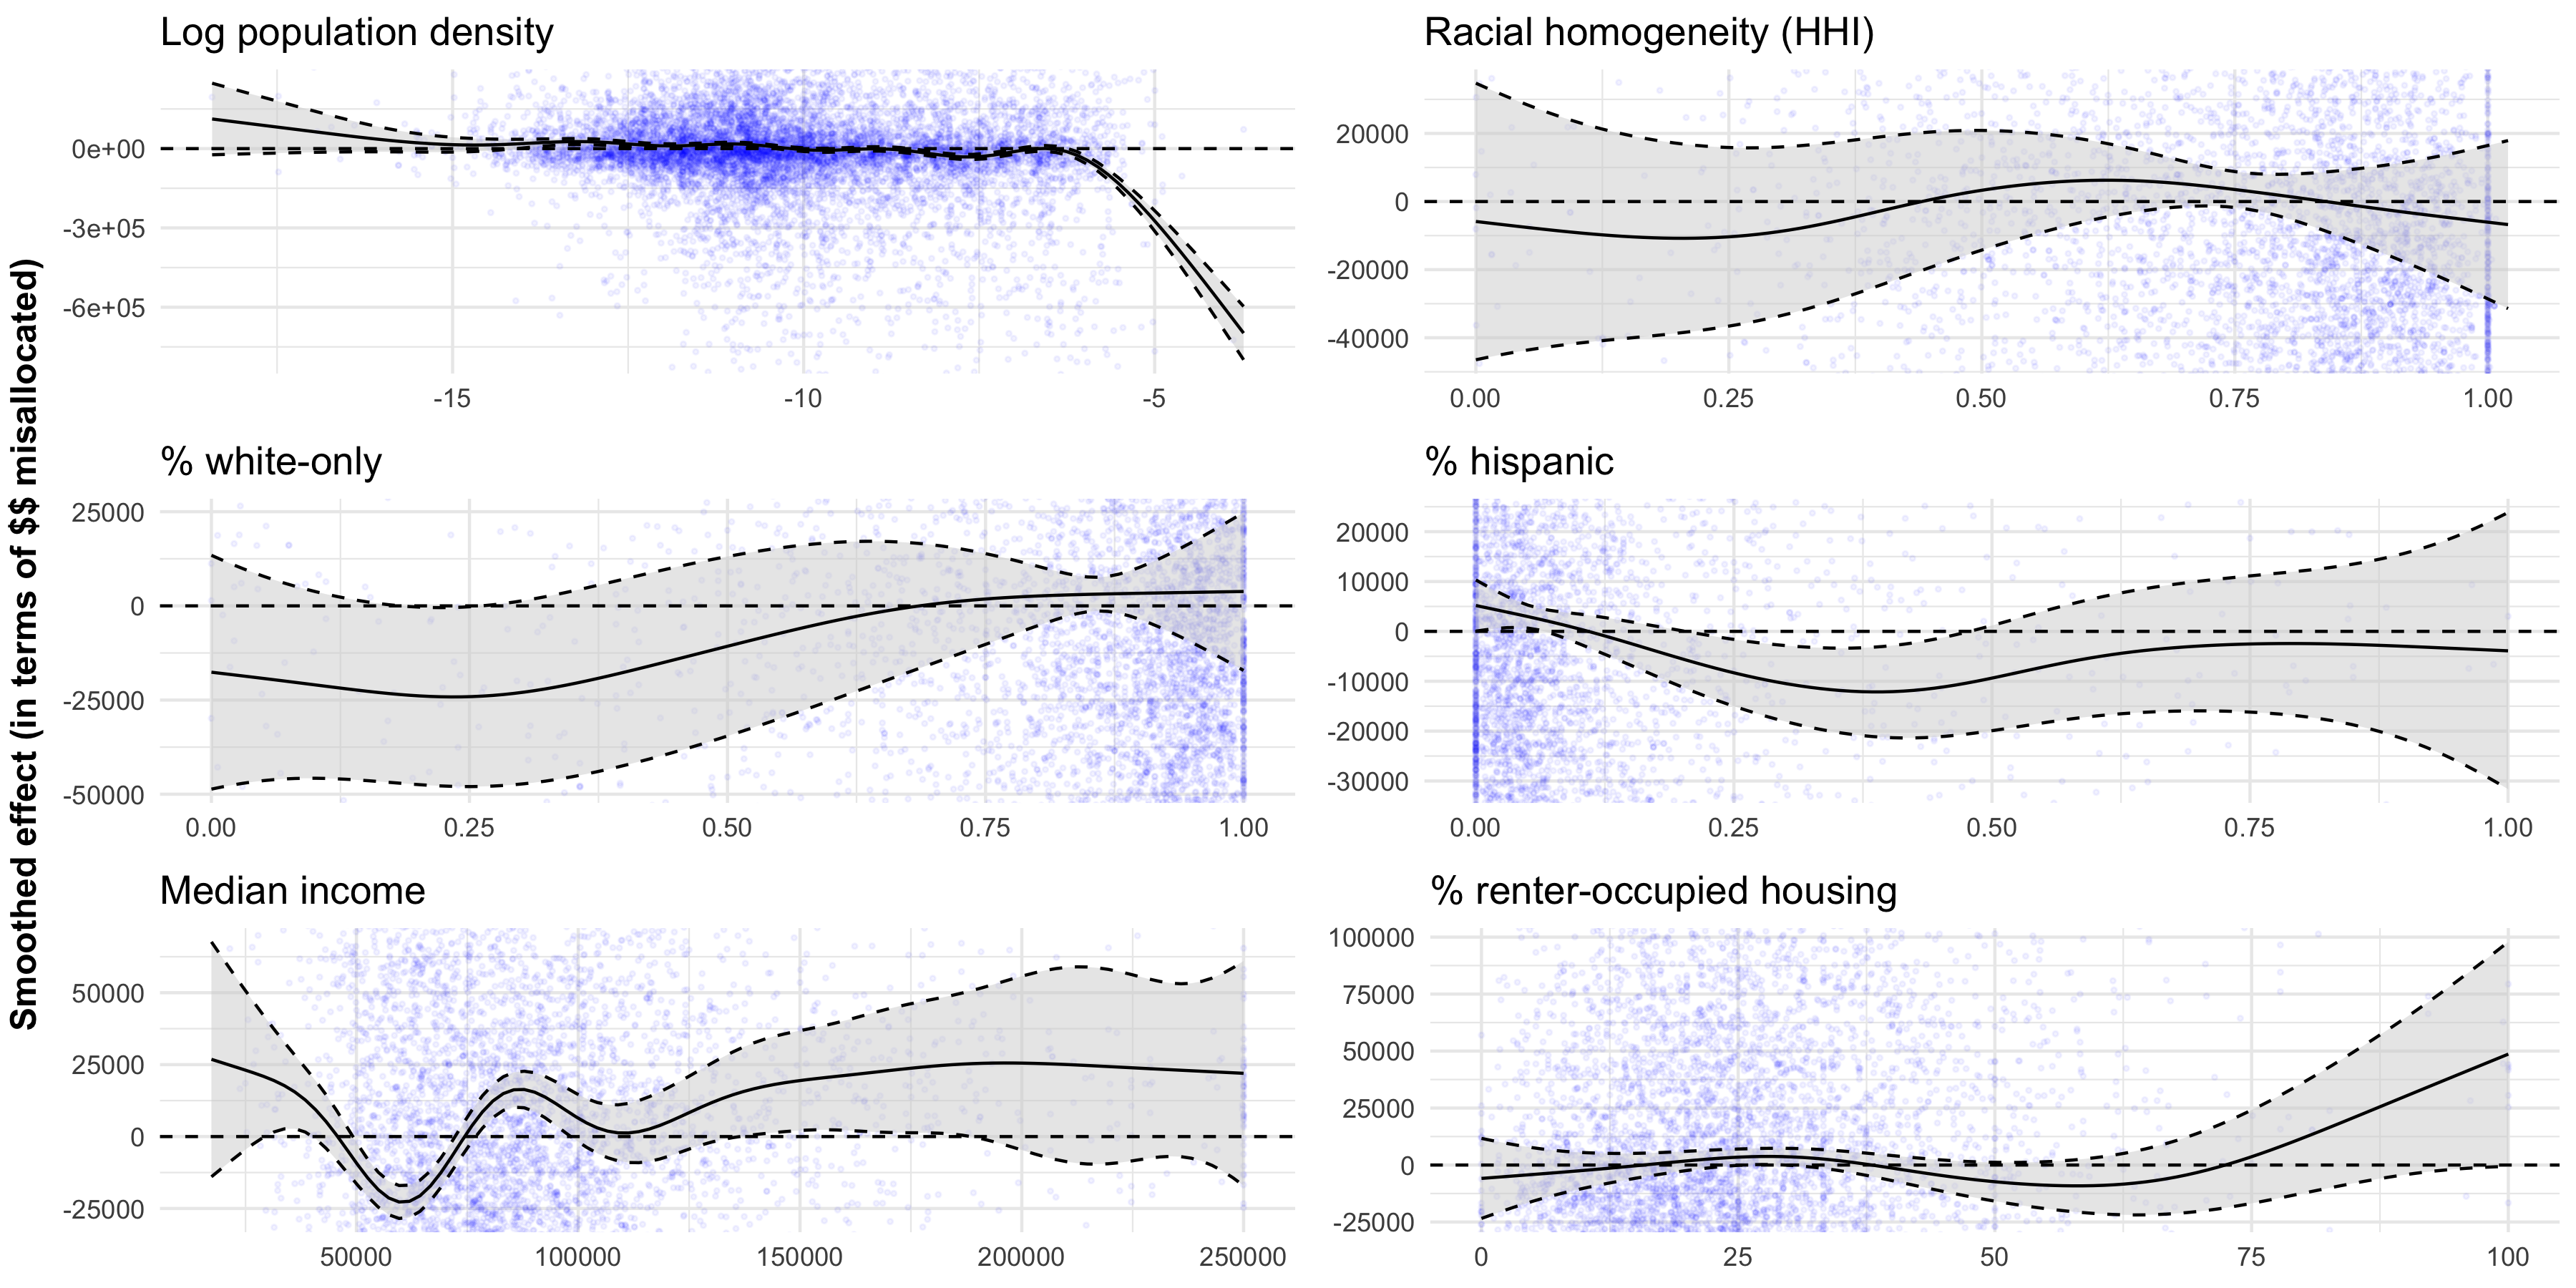 Smoothed effect (in terms of $$ misallocated)
Log population density
0e+00
-3e+05
-6e+05
-15 -10 -5
Racial homogeneity (HHI)
20000
0
-20000
-40000
0.00 0.25 0.50 0.75 1.00
% white-only
25000
0
-25000
-50000
0.00 0.25 0.50 0.75 1.00
% hispanic
20000
10000
0
-10000
-20000
-30000
0.00 0.25 0.50 0.75 1.00
Median income
50000
25000
0
-25000
50000 100000 150000 200000 250000
% renter-occupied housing
100000
75000
50000
25000
0
-25000
0 25 50 75 100